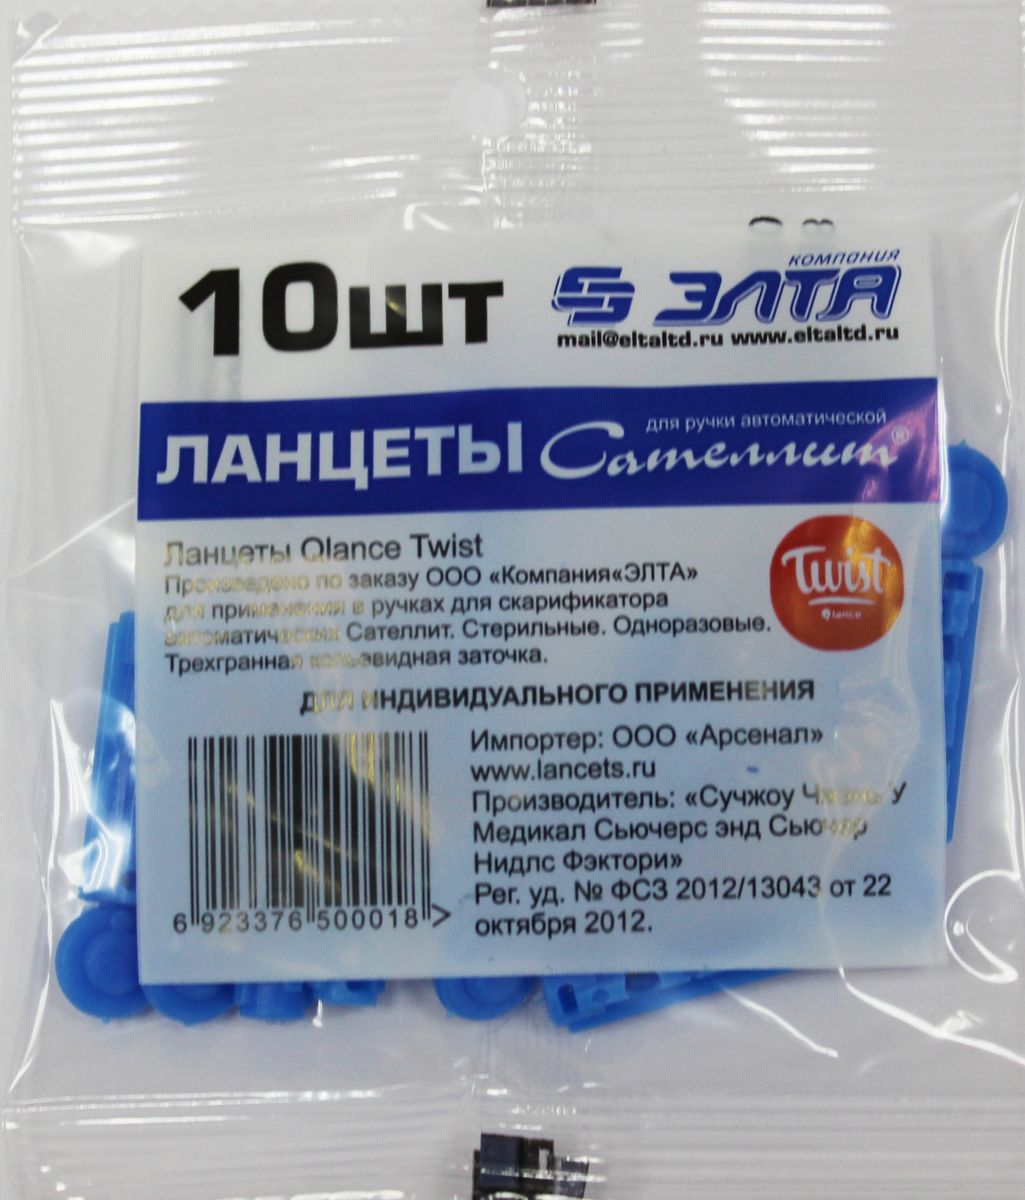 10шт
компания
ЭЛТА
mail@eltaltd.ru www.eltaltd.ru
для ручки автоматической
ЛАНЦЕТЫ Сателлит®
Ланцеты Qlance Twist
Произведено по заказу ООО «Компания«ЭЛТА»
для применения в ручках для скарификатора
автоматических Сателлит. Стерильные. Одноразовые.
Трехгранная копьевидная заточка.
Twist
Qlance
ДЛЯ ИНДИВИДУАЛЬНОГО ПРИМЕНЕНИЯ
Импортер: ООО «Арсенал»
www.lancets.ru
Производитель: «Сучжоу У
Медикал Сьючерс энд Сьючер
Нидлс Фэктори»
Рег. уд. № ФСЗ 2012/13043 от 22
октября 2012.
6 923376 500018 >